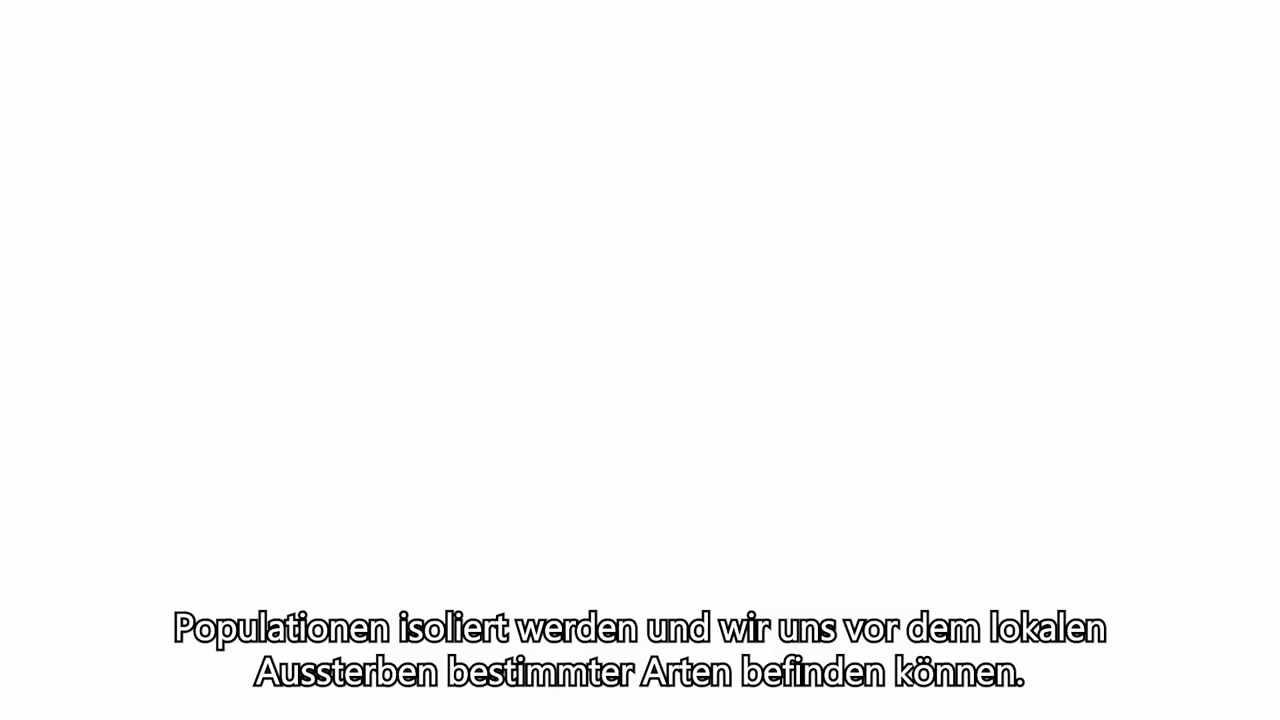 Populationen isoliert werden und wir uns vor dem lokalen
Aussterben bestimmter Arten befinden können.